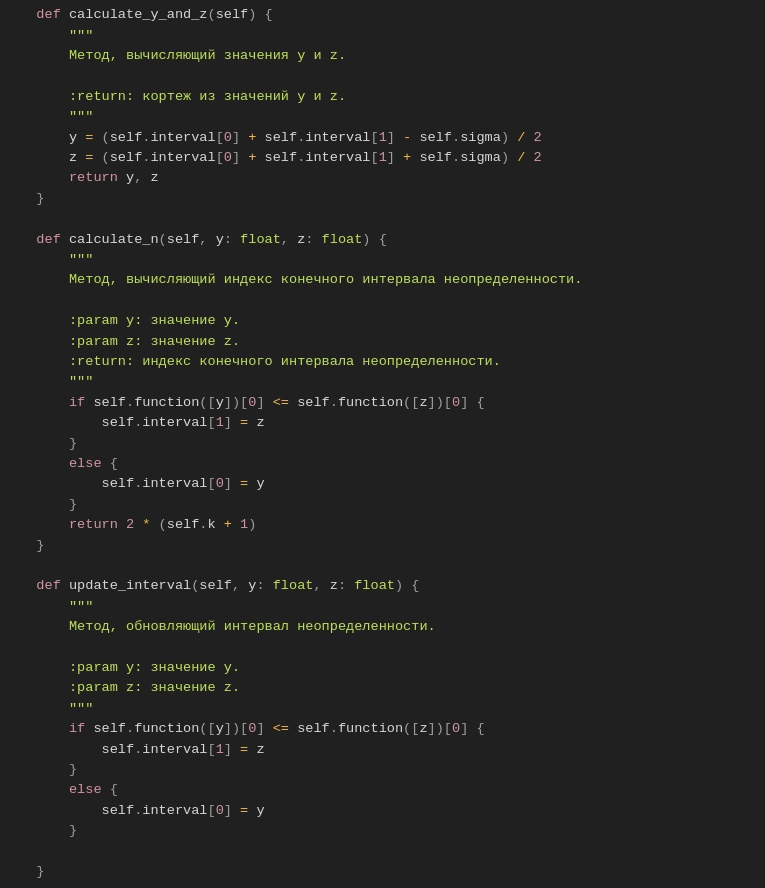 def calculate_y_and_z(self) {
"""
Метод, вычисляющий значения y и z.
:return: кортеж из значений y и z.
"""
y = (self.interval[0] + self.interval[1] - self.sigma) / 2
z = (self.interval[0] + self.interval[1] + self.sigma) / 2
return y, z
}
def calculate_n(self, y: float, z: float) {
"""
Метод, вычисляющий индекс конечного интервала неопределенности.
:param y: значение y.
:param z: значение z.
:return: индекс конечного интервала неопределенности.
"""
if self.function([y])[0] <= self.function([z])[0] {
self.interval[1] = z
}
else {
self.interval[0] = y
}
return 2 * (self.k + 1)
}
def update_interval(self, y: float, z: float) {
"""
Метод, обновляющий интервал неопределенности.
:param y: значение y.
:param z: значение z.
"""
if self.function([y])[0] <= self.function([z])[0] {
self.interval[1] = z
}
else {
self.interval[0] = y
}
}